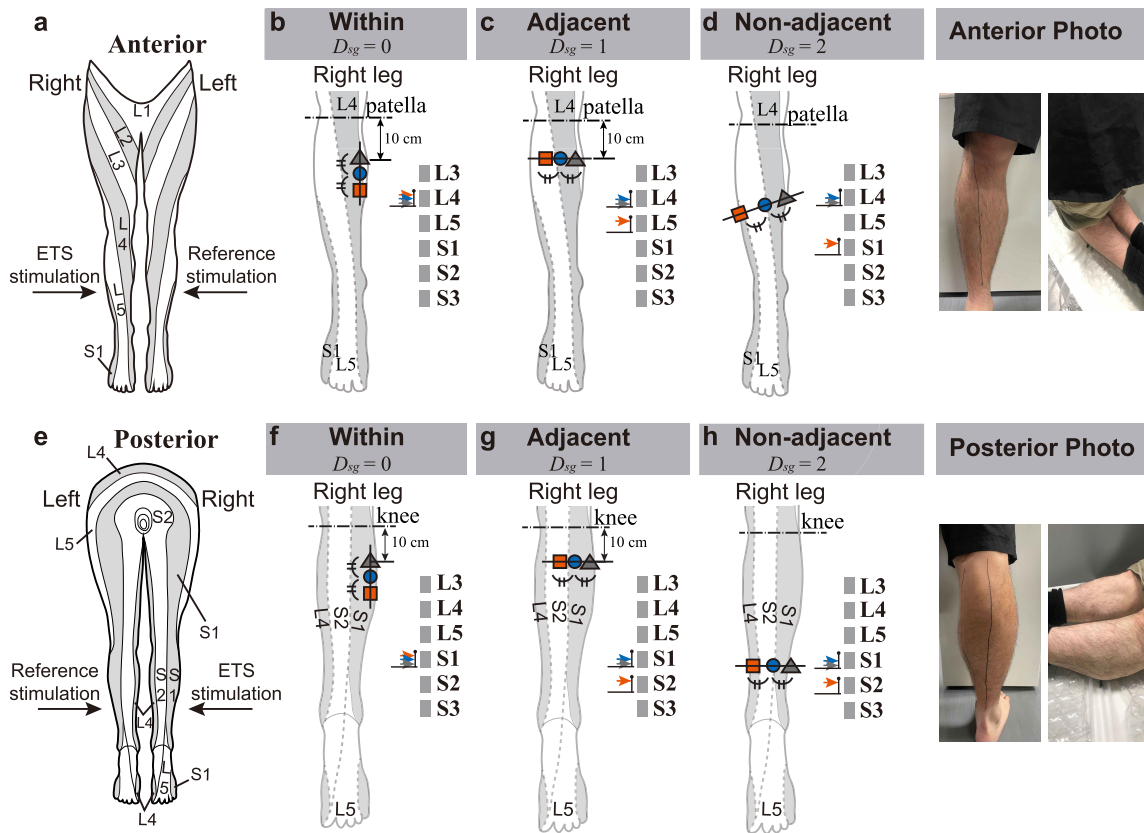 a
Anterior
Right
Left
L1
L2
L3
L4
L5
S1
ETS
stimulation
Reference
stimulation
b
Within
Dsg = 0
Right leg
L4
patella
10 cm
L3
L4
L5
S1
S2
S3
S1
L5
c
Adjacent
Dsg = 1
Right leg
L4
patella
10 cm
L3
L4
L5
S1
S2
S3
S1
L5
d
Non-adjacent
Dsg = 2
Right leg
L4
patella
L3
L4
L5
S1
S2
S3
S1
L5
Anterior Photo
e
Posterior
L4
Left
Right
S2
L5
S1
Reference
stimulation
ETS
stimulation
S2
S1
L4
L5
S1
L4
f
Within
Dsg = 0
Right leg
knee
10 cm
L4
S2
S1
L3
L4
L5
S1
S2
S3
L5
g
Adjacent
Dsg = 1
Right leg
knee
10 cm
L4
S2
S1
L3
L4
L5
S1
S2
S3
L5
h
Non-adjacent
Dsg = 2
Right leg
knee
L4
S2
S1
L3
L4
L5
S1
S2
S3
L5
Posterior Photo